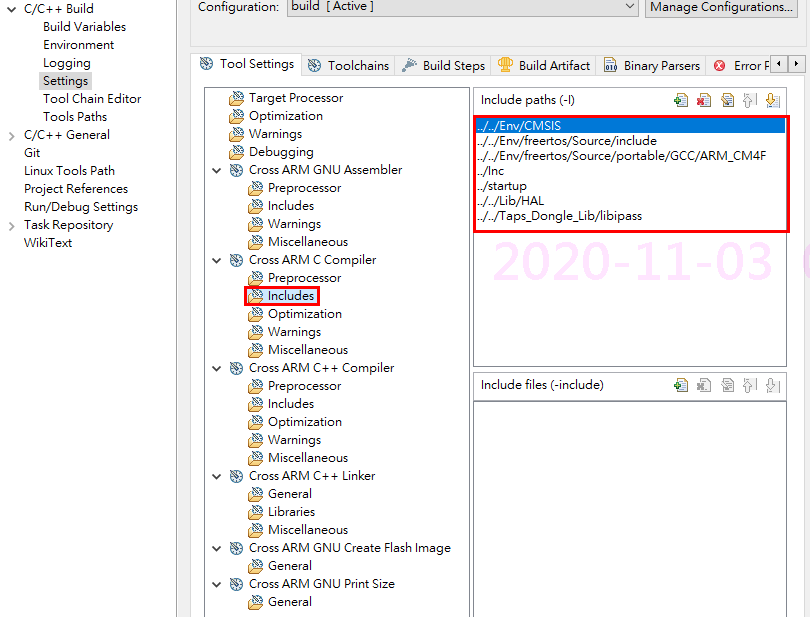 C/C++ Build
Build Variables
Environment
Logging
Settings
Tool Chain Editor
Tools Paths
C/C++ General
Git
Linux Tools Path
Project References
Run/Debug Settings
Task Repository
WikiText
Configuration: build [ Active ] Manage Configurations...
Tool Settings Toolchains Build Steps Build Artifact Binary Parsers Error P
Target Processor
Optimization
Warnings
Debugging
Cross ARM GNU Assembler
Preprocessor
Includes
Warnings
Miscellaneous
Cross ARM C Compiler
Preprocessor
Includes
Optimization
Warnings
Miscellaneous
Cross ARM C++ Compiler
Preprocessor
Includes
Optimization
Warnings
Miscellaneous
Cross ARM C++ Linker
General
Libraries
Miscellaneous
Cross ARM GNU Create Flash Image
General
Cross ARM GNU Print Size
General
Include paths (-I)
../../Env/CMSIS
../../Env/freertos/Source/include
../../Env/freertos/Source/portable/GCC/ARM_CM4F
../Inc
../startup
../../Lib/HAL
../../Taps_Dongle_Lib/libipass
2020-11-03
Include files (-include)